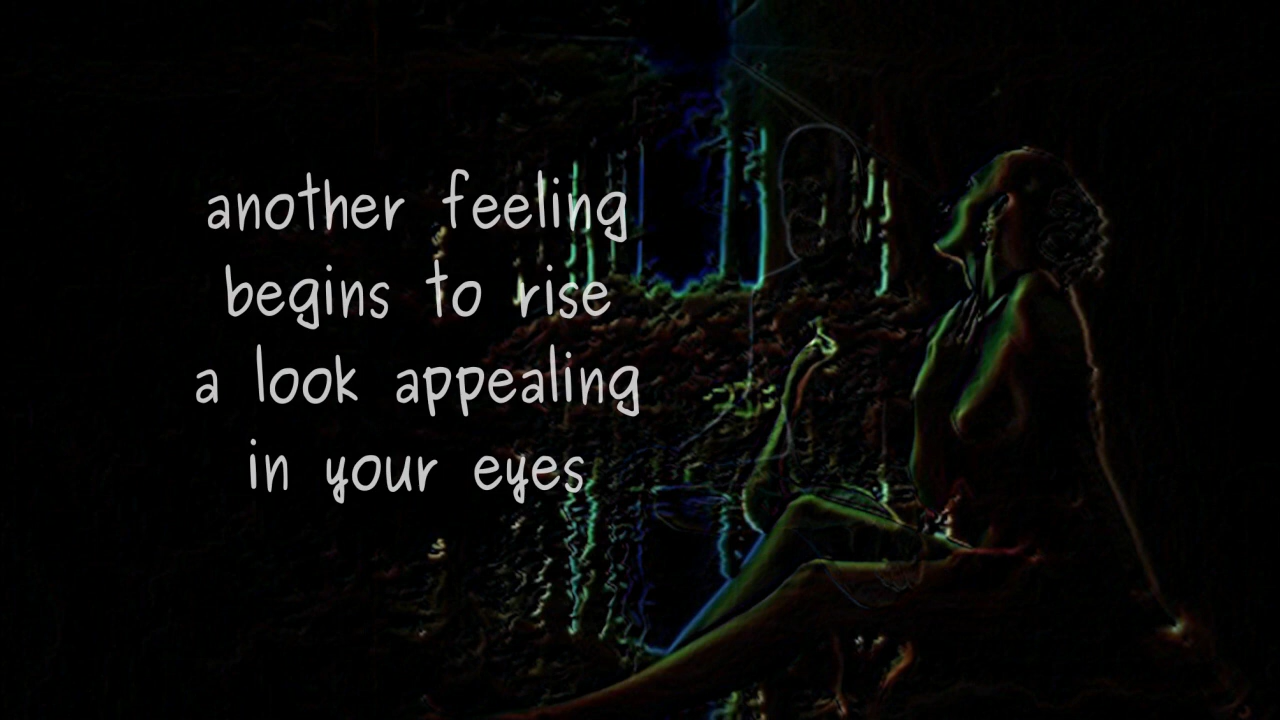 another feeling
begins to rise
a look appealing
in your eyes